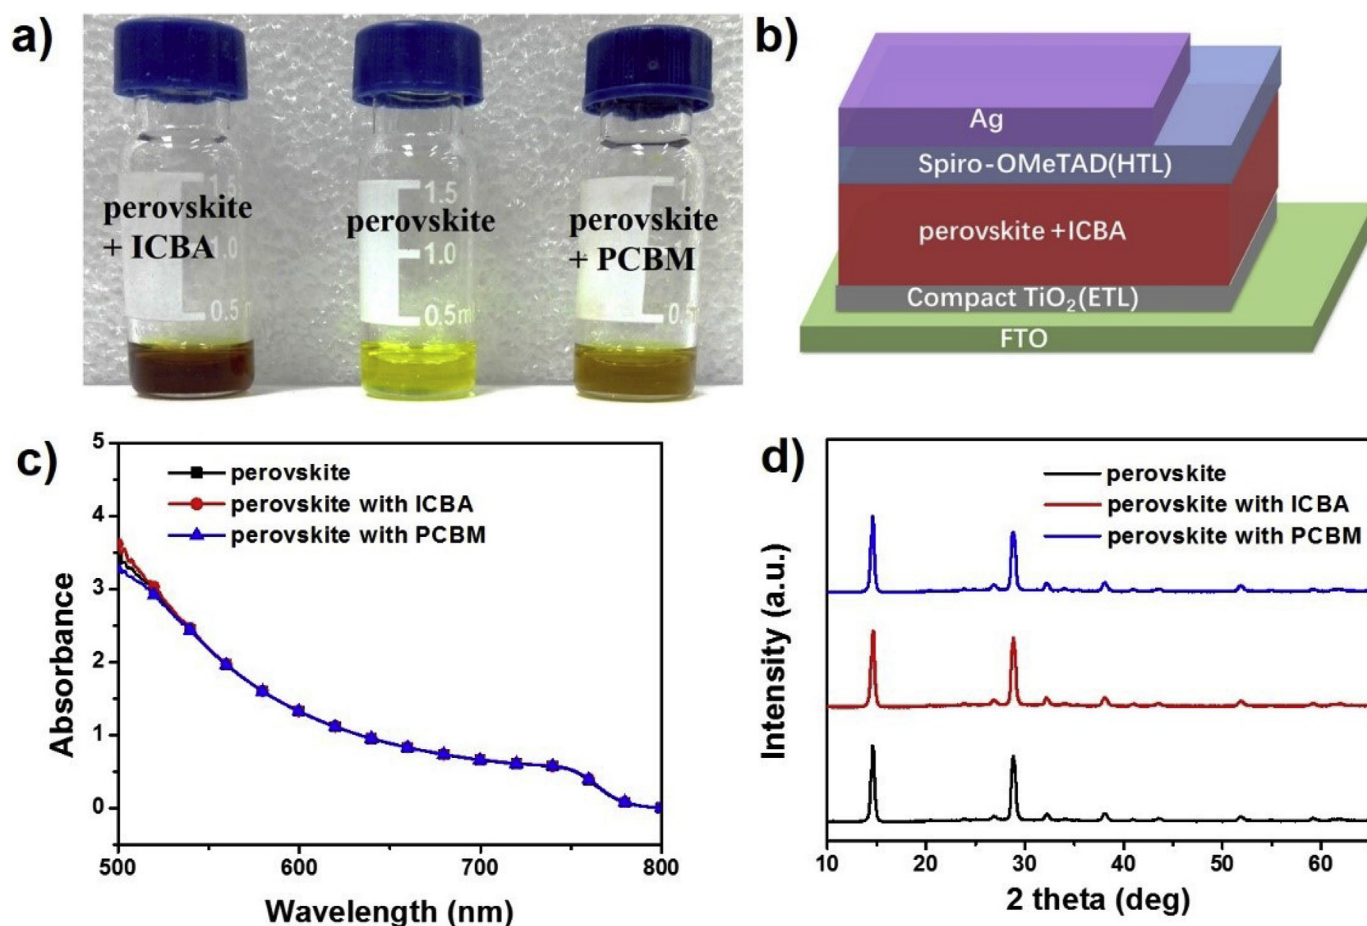 a)
perovskite
+ ICBA
1.0
0.5 m
perovskite
1.5
1.0
0.5m
perovskite
+ PCBM
1
0.5
b)
Ag
Spiro-OMeTAD(HTL)
perovskite +ICBA
Compact TiO₂(ETL)
FTO
c)
5
4
3
2
1
0
500
600
700
800
Absorbance
Wavelength (nm)
perovskite
perovskite with ICBA
perovskite with PCBM
d)
perovskite
perovskite with ICBA
perovskite with PCBM
Intensity (a.u.)
10
20
30
40
50
60
2 theta (deg)